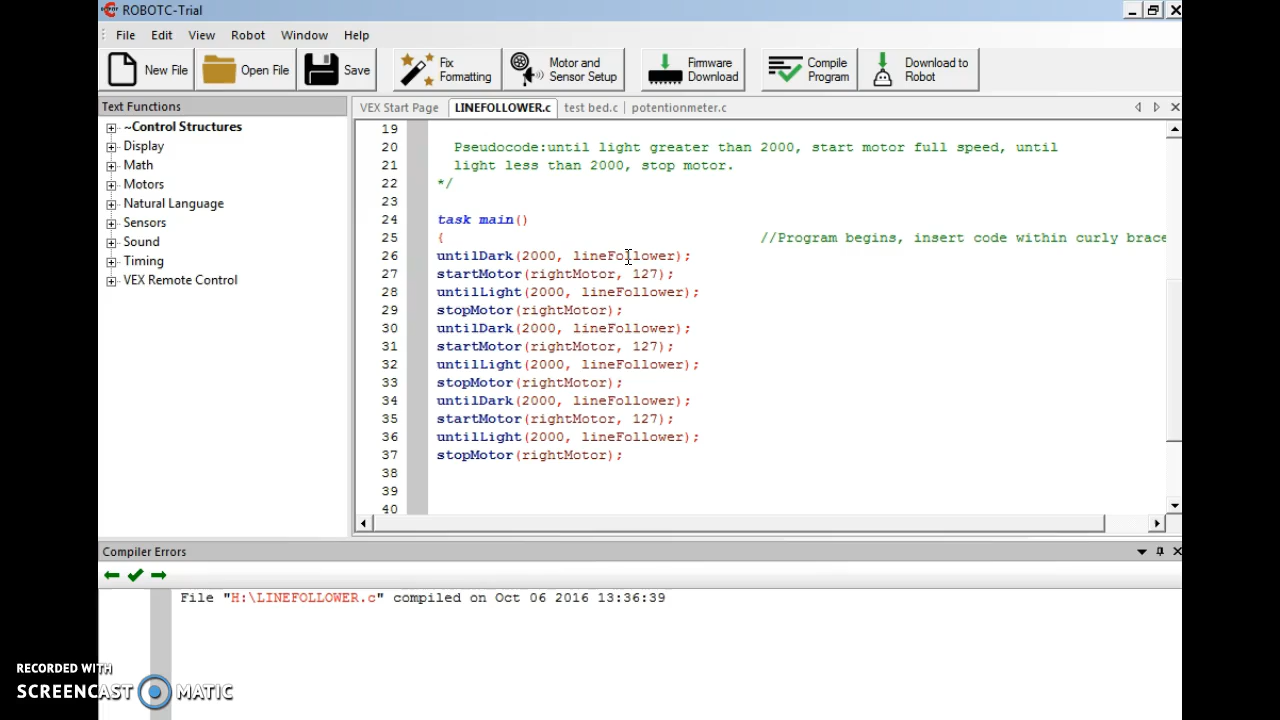 ROBOTC-Trial
File Edit View Robot Window Help
New File Open File Save Fix Formatting Motor and Sensor Setup Firmware Download Compile Program Download to Robot
Text Functions
VEX Start Page LINEFOLLOWER.c test bed.c potentionmeter.c
~Control Structures
Display
Math
Motors
Natural Language
Sensors
Sound
Timing
VEX Remote Control
19
20 Pseudocode:until light greater than 2000, start motor full speed, until
21 light less than 2000, stop motor.
22 */
23
24 task main()
25 { //Program begins, insert code within curly brace
26 untilDark(2000, lineFollower);
27 startMotor(rightMotor, 127);
28 untilLight(2000, lineFollower);
29 stopMotor(rightMotor);
30 untilDark(2000, lineFollower);
31 startMotor(rightMotor, 127);
32 untilLight(2000, lineFollower);
33 stopMotor(rightMotor);
34 untilDark(2000, lineFollower);
35 startMotor(rightMotor, 127);
36 untilLight(2000, lineFollower);
37 stopMotor(rightMotor);
38
39
40
Compiler Errors
File "H:\LINEFOLLOWER.c" compiled on Oct 06 2016 13:36:39
RECORDED WITH
SCREENCAST MATIC